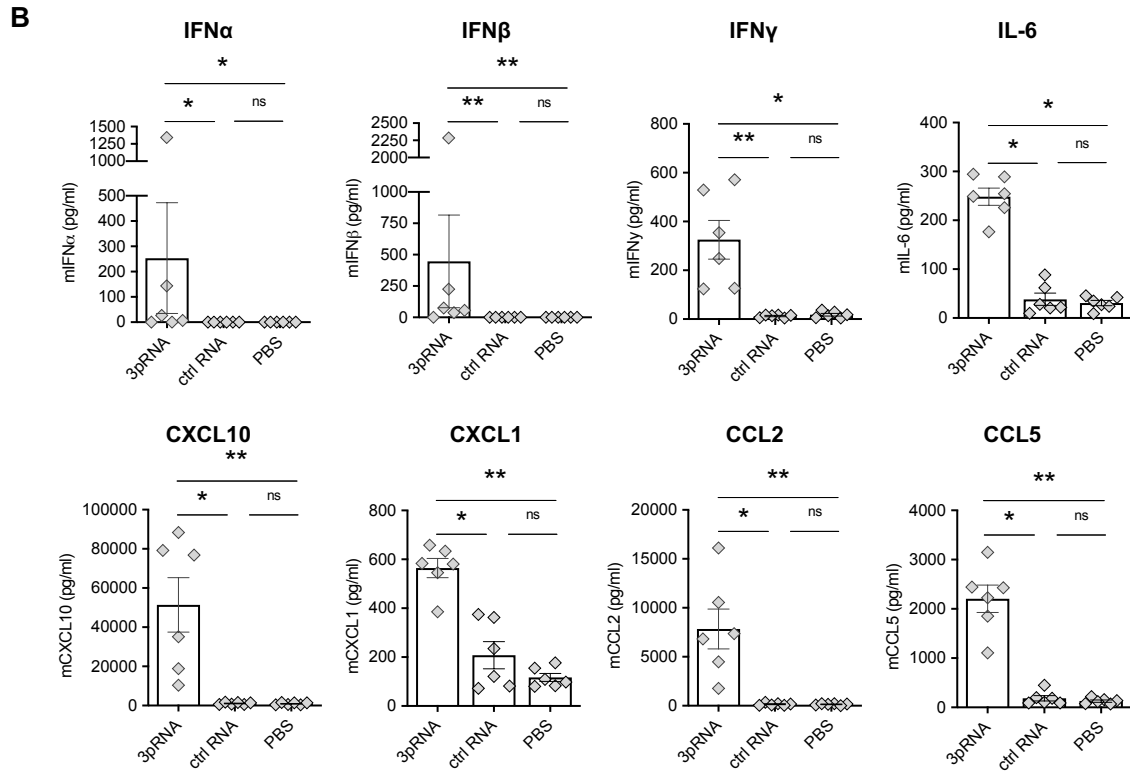 B
IFNα
IFNβ
IFNγ
IL-6
*
*
ns
mIFNα (pg/ml)
1500
1250
1000
500
400
300
200
100
0
3pRNA
ctrl RNA
PBS
**
**
ns
mIFNβ (pg/ml)
2500
2250
2000
1000
750
500
250
0
3pRNA
ctrl RNA
PBS
*
**
ns
mIFNγ (pg/ml)
800
600
400
200
0
3pRNA
ctrl RNA
PBS
*
*
ns
mIL-6 (pg/ml)
400
300
200
100
0
3pRNA
ctrl RNA
PBS
CXCL10
CXCL1
CCL2
CCL5
**
*
ns
mCXCL10 (pg/ml)
100000
80000
60000
40000
20000
0
3pRNA
ctrl RNA
PBS
**
*
ns
mCXCL1 (pg/ml)
800
600
400
200
0
3pRNA
ctrl RNA
PBS
**
*
ns
mCCL2 (pg/ml)
20000
15000
10000
5000
0
3pRNA
ctrl RNA
PBS
**
*
ns
mCCL5 (pg/ml)
4000
3000
2000
1000
0
3pRNA
ctrl RNA
PBS